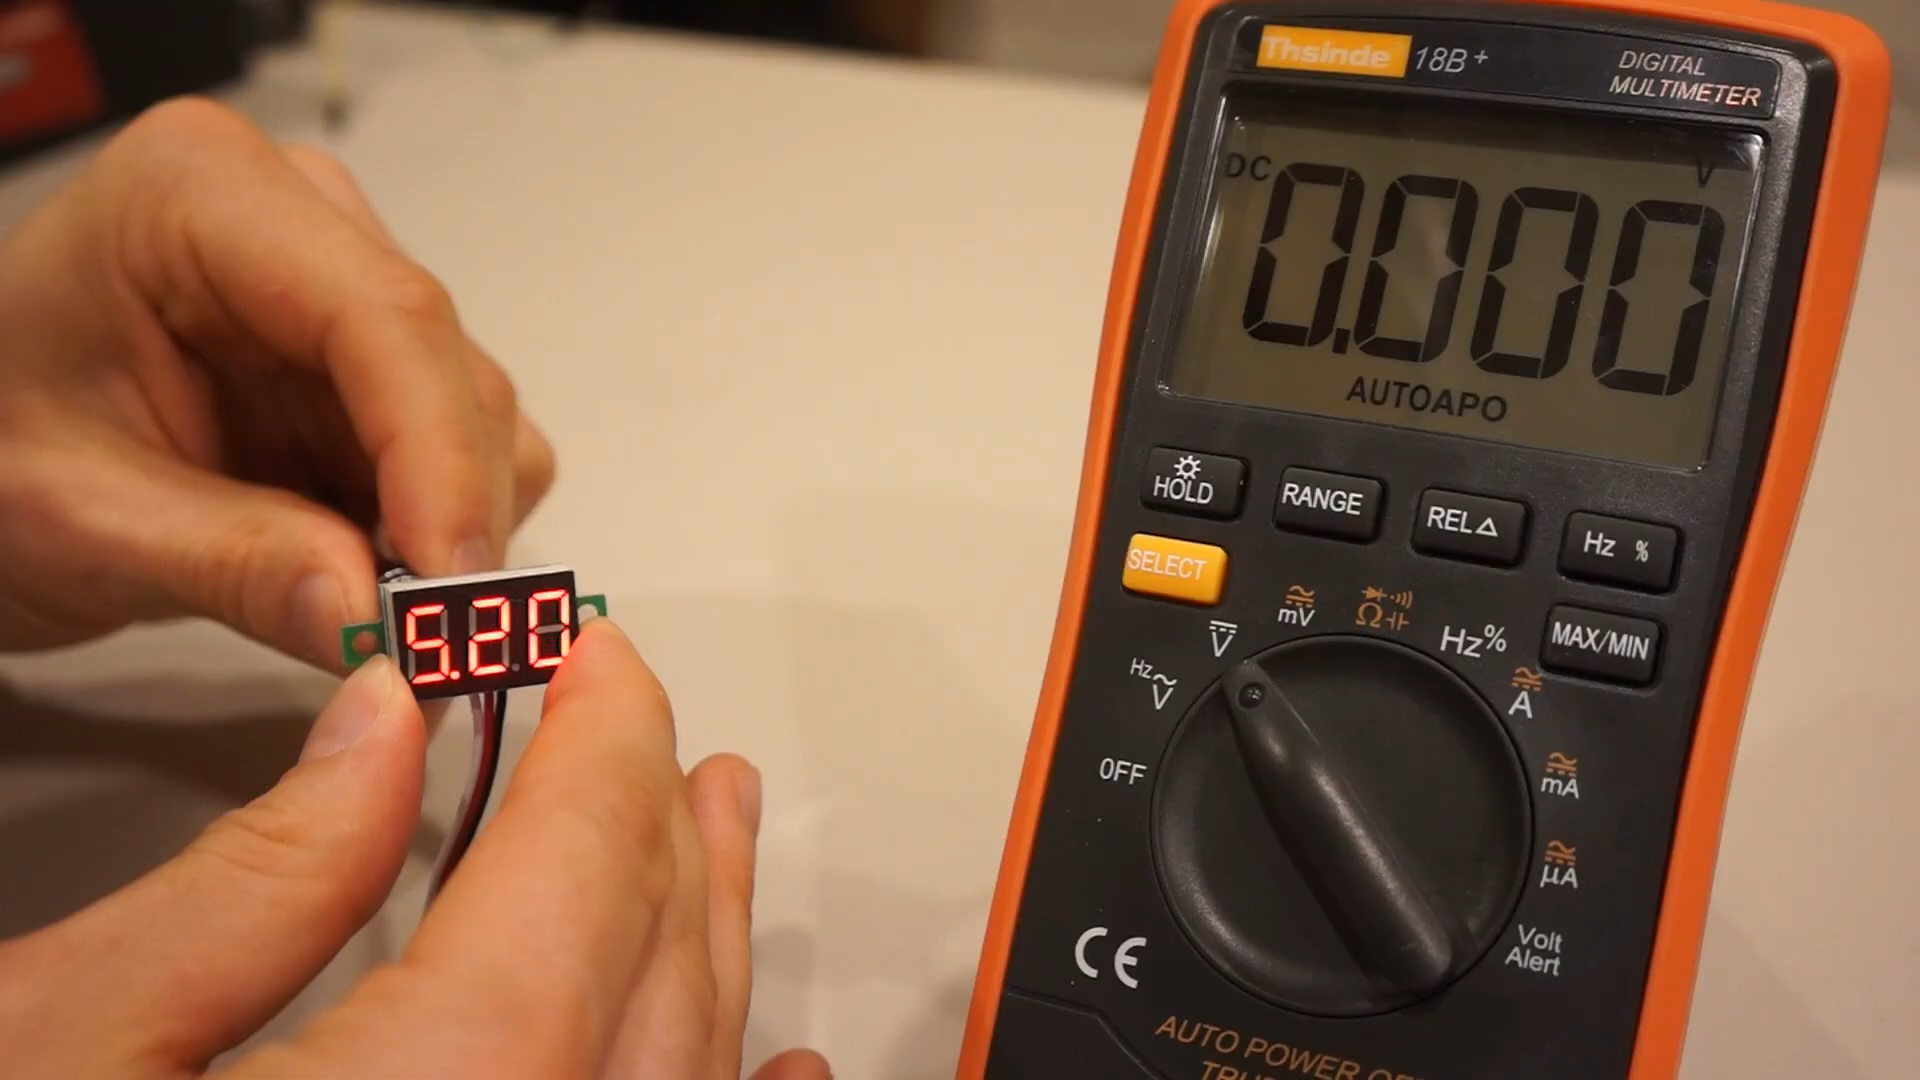 Thsinde 18B+
DIGITAL
MULTIMETER
DC V
0.000
AUTOAPO
HOLD
RANGE
REL△
Hz %
SELECT
MAX/MIN
mV
Ω
Hz%
V
Hz
V
A
OFF
mA
µA
Volt
Alert
CE
AUTO POWER
5.20